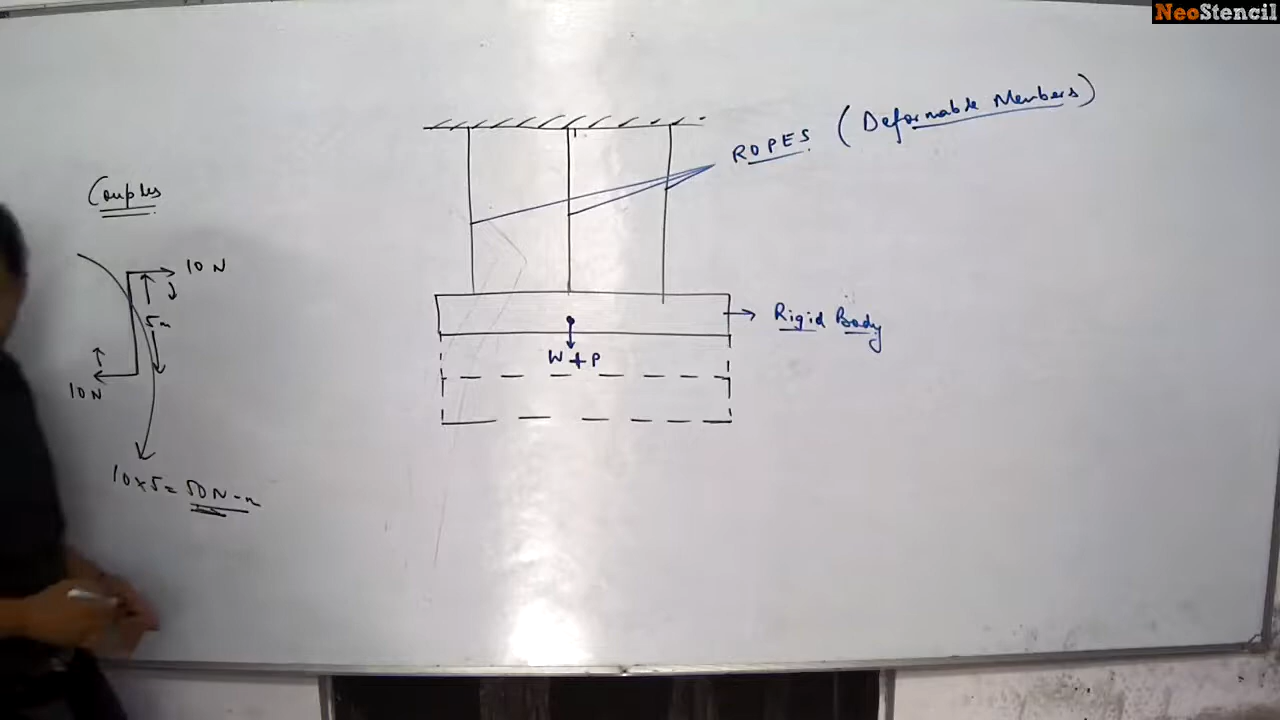 NeoStencil
ROPES (Deformable Members)
Couples
10 N
5m
10 N
10 x 5 = 50 N-m
Rigid Body
W + P